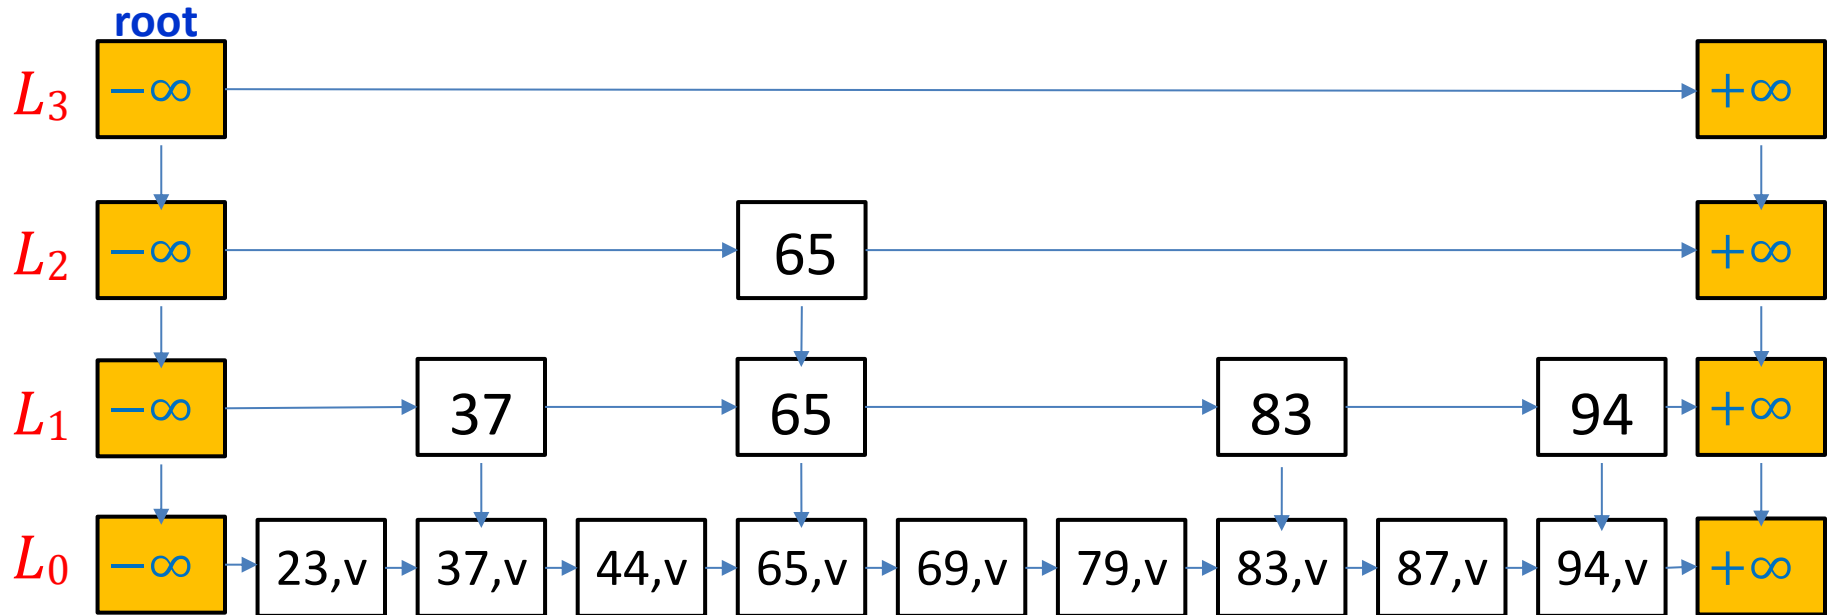 root
L₃ −∞ +∞
L₂ −∞ 65 +∞
L₁ −∞ 37 65 83 94 +∞
L₀ −∞ 23,v 37,v 44,v 65,v 69,v 79,v 83,v 87,v 94,v +∞